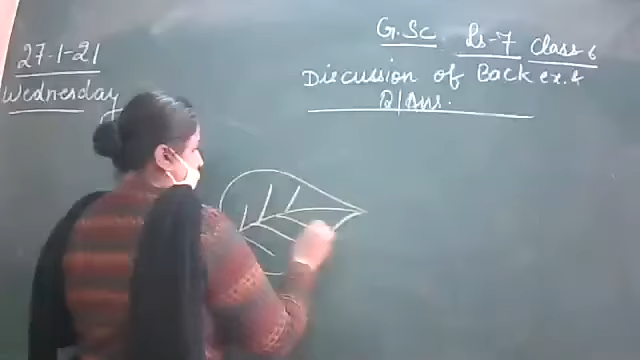 27-1-21
Wednesday
G.Sc Ls-7 Class-6
Discussion of Back ex. &
Q/Ans.